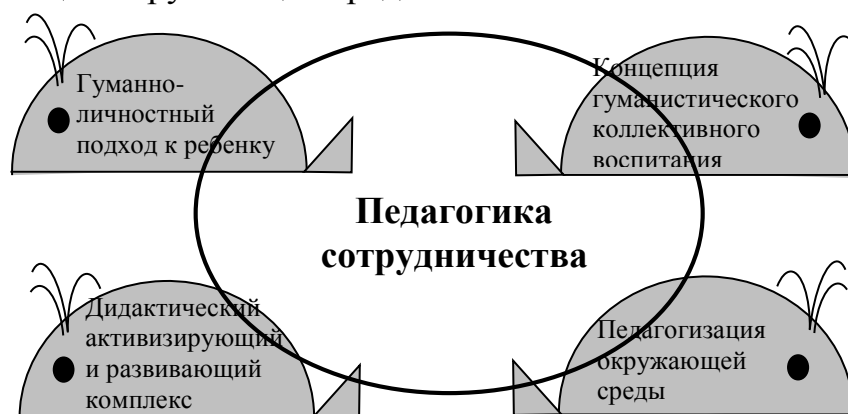 Гуманно-
личностный
подход к ребенку
Концепция
гуманистического
коллективного
воспитания
Педагогика
сотрудничества
Дидактический
активизирующий
и развивающий
комплекс
Педагогизация
окружающей
среды